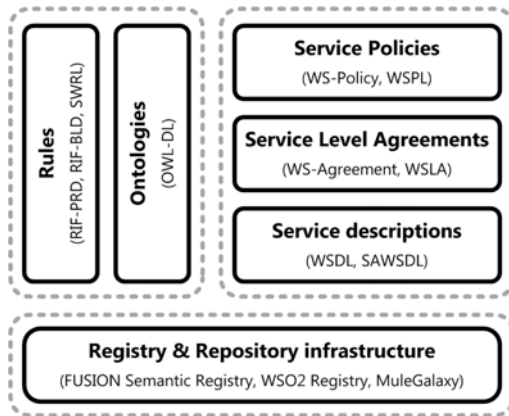 Rules
(RIF-PRD, RIF-BLD, SWRL)
Ontologies
(OWL-DL)
Service Policies
(WS-Policy, WSPL)
Service Level Agreements
(WS-Agreement, WSLA)
Service descriptions
(WSDL, SAWSDL)
Registry & Repository infrastructure
(FUSION Semantic Registry, WSO2 Registry, MuleGalaxy)